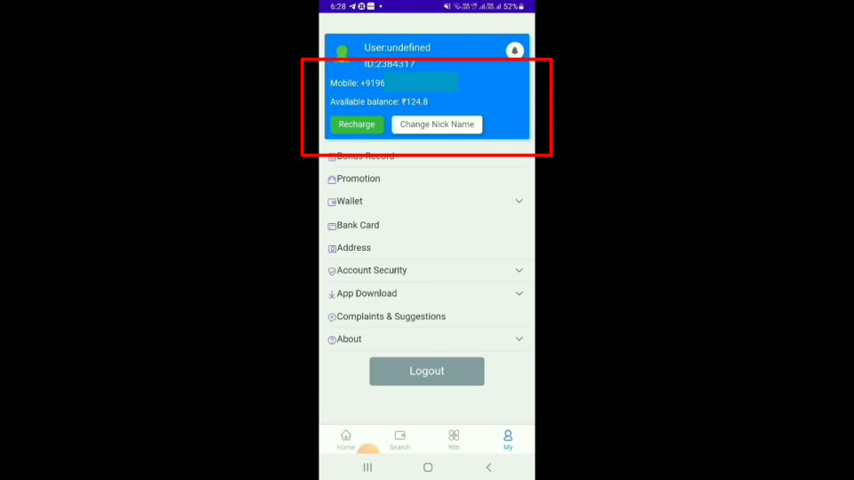 6:28
52%
User:undefined
ID:2384317
Mobile: +9196
Available balance: ₹124.8
Recharge
Change Nick Name
Bonus Record
Promotion
Wallet
Bank Card
Address
Account Security
App Download
Complaints & Suggestions
About
Logout
Home
Search
Win
My